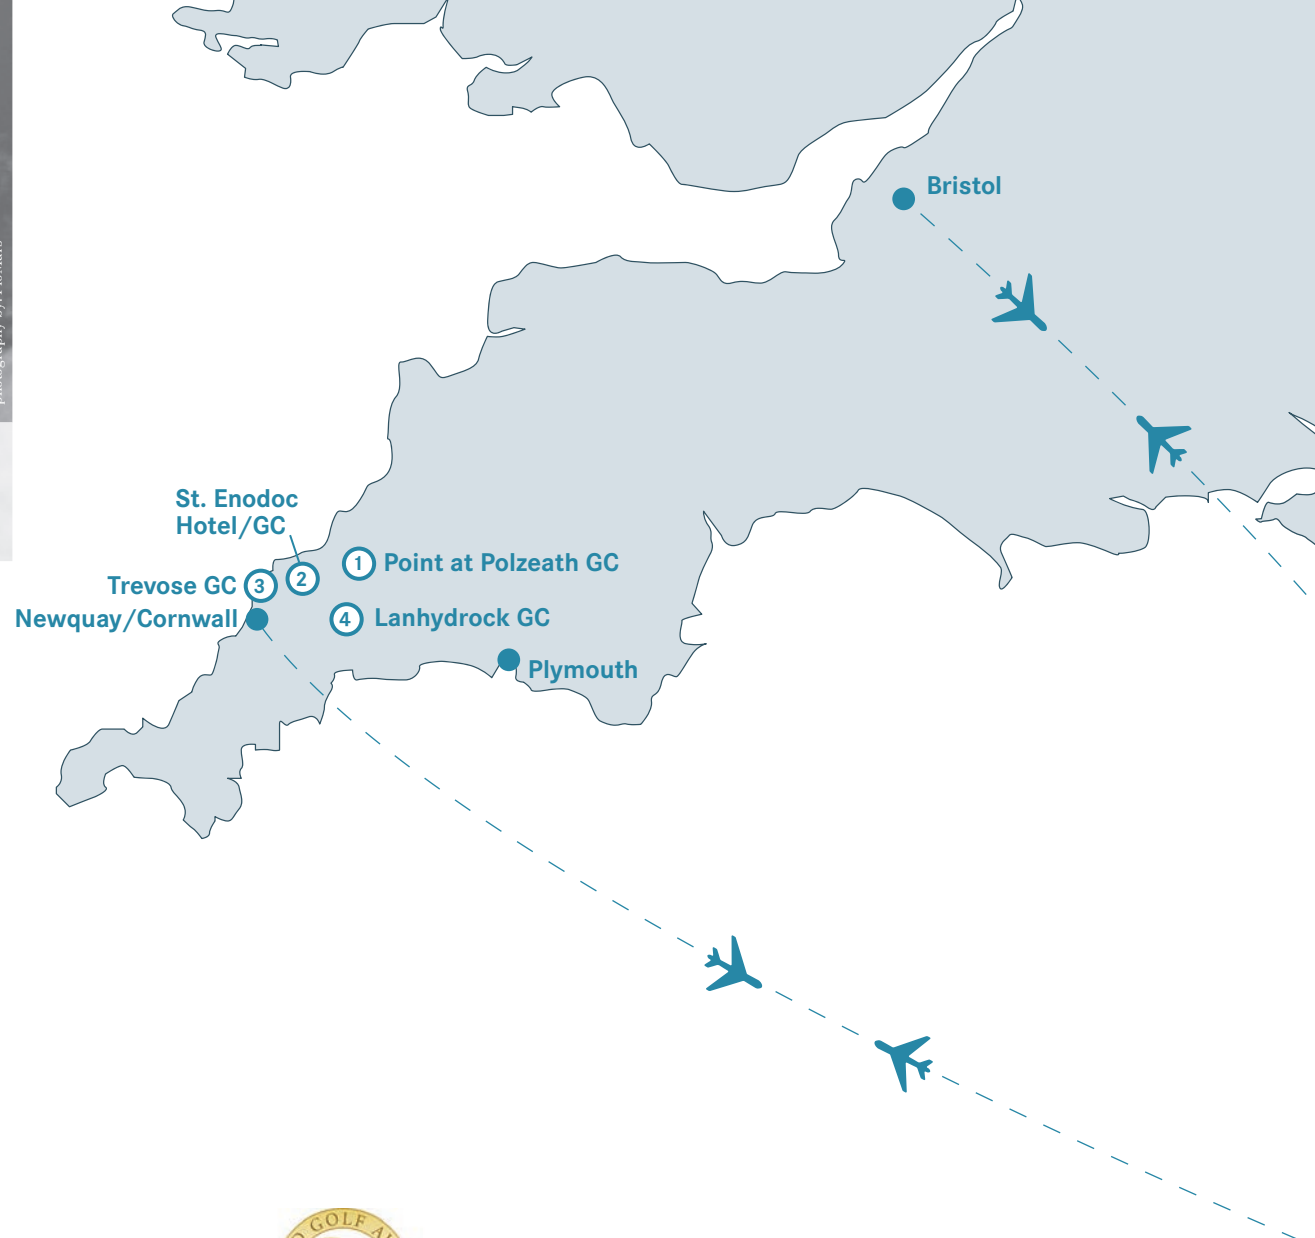 Bristol
St. Enodoc
Hotel/GC
1 Point at Polzeath GC
2
Trevose GC 3
Newquay/Cornwall
4 Lanhydrock GC
Plymouth
GOLF